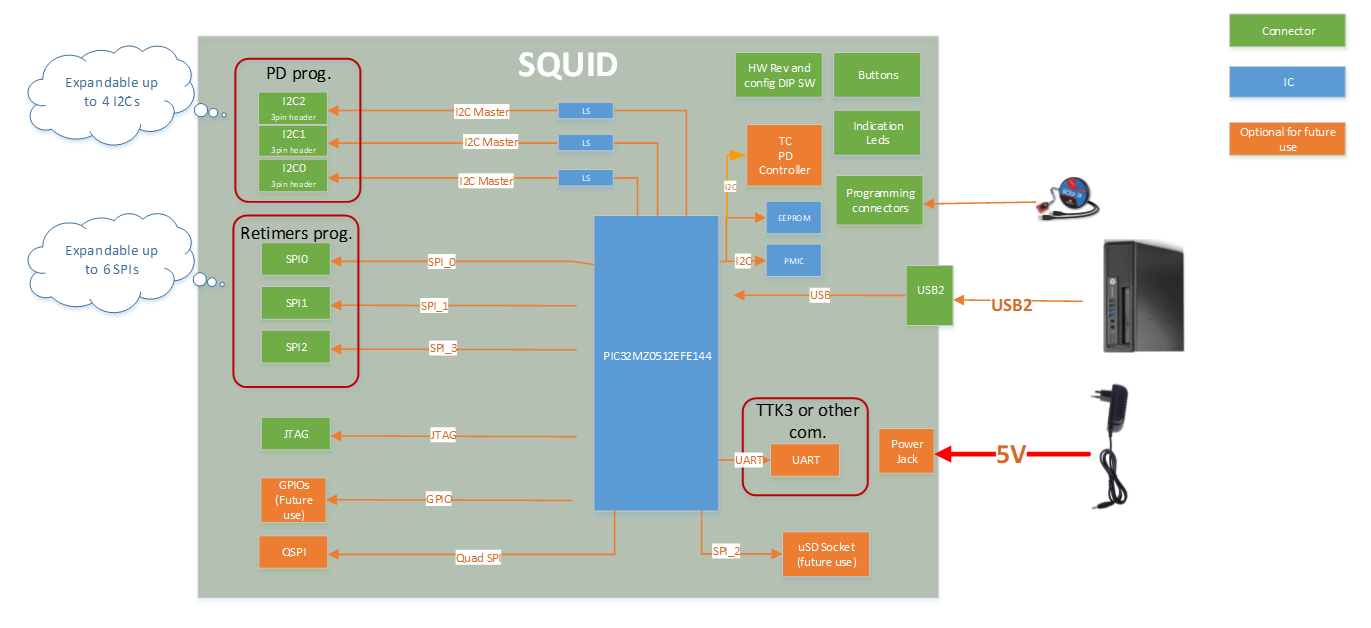 SQUID
Expandable up
to 4 I2Cs
PD prog.
I2C2
3pin header
I2C1
3pin header
I2C0
3pin header
I2C Master
I2C Master
I2C Master
LS
LS
LS
HW Rev and
config DIP SW
Buttons
Indication
Leds
TC
PD
Controller
I2C
EEPROM
I2C
PMIC
Programming
connectors
Connector
IC
Optional for future
use
Expandable up
to 6 SPIs
Retimers prog.
SPI0
SPI1
SPI2
SPI_0
SPI_1
SPI_3
PIC32MZ0512EFE144
USB
USB2
USB2
JTAG
JTAG
GPIOs
(Future
use)
GPIO
QSPI
Quad SPI
TTK3 or other
com.
UART
UART
Power
Jack
5V
SPI_2
uSD Socket
(future use)